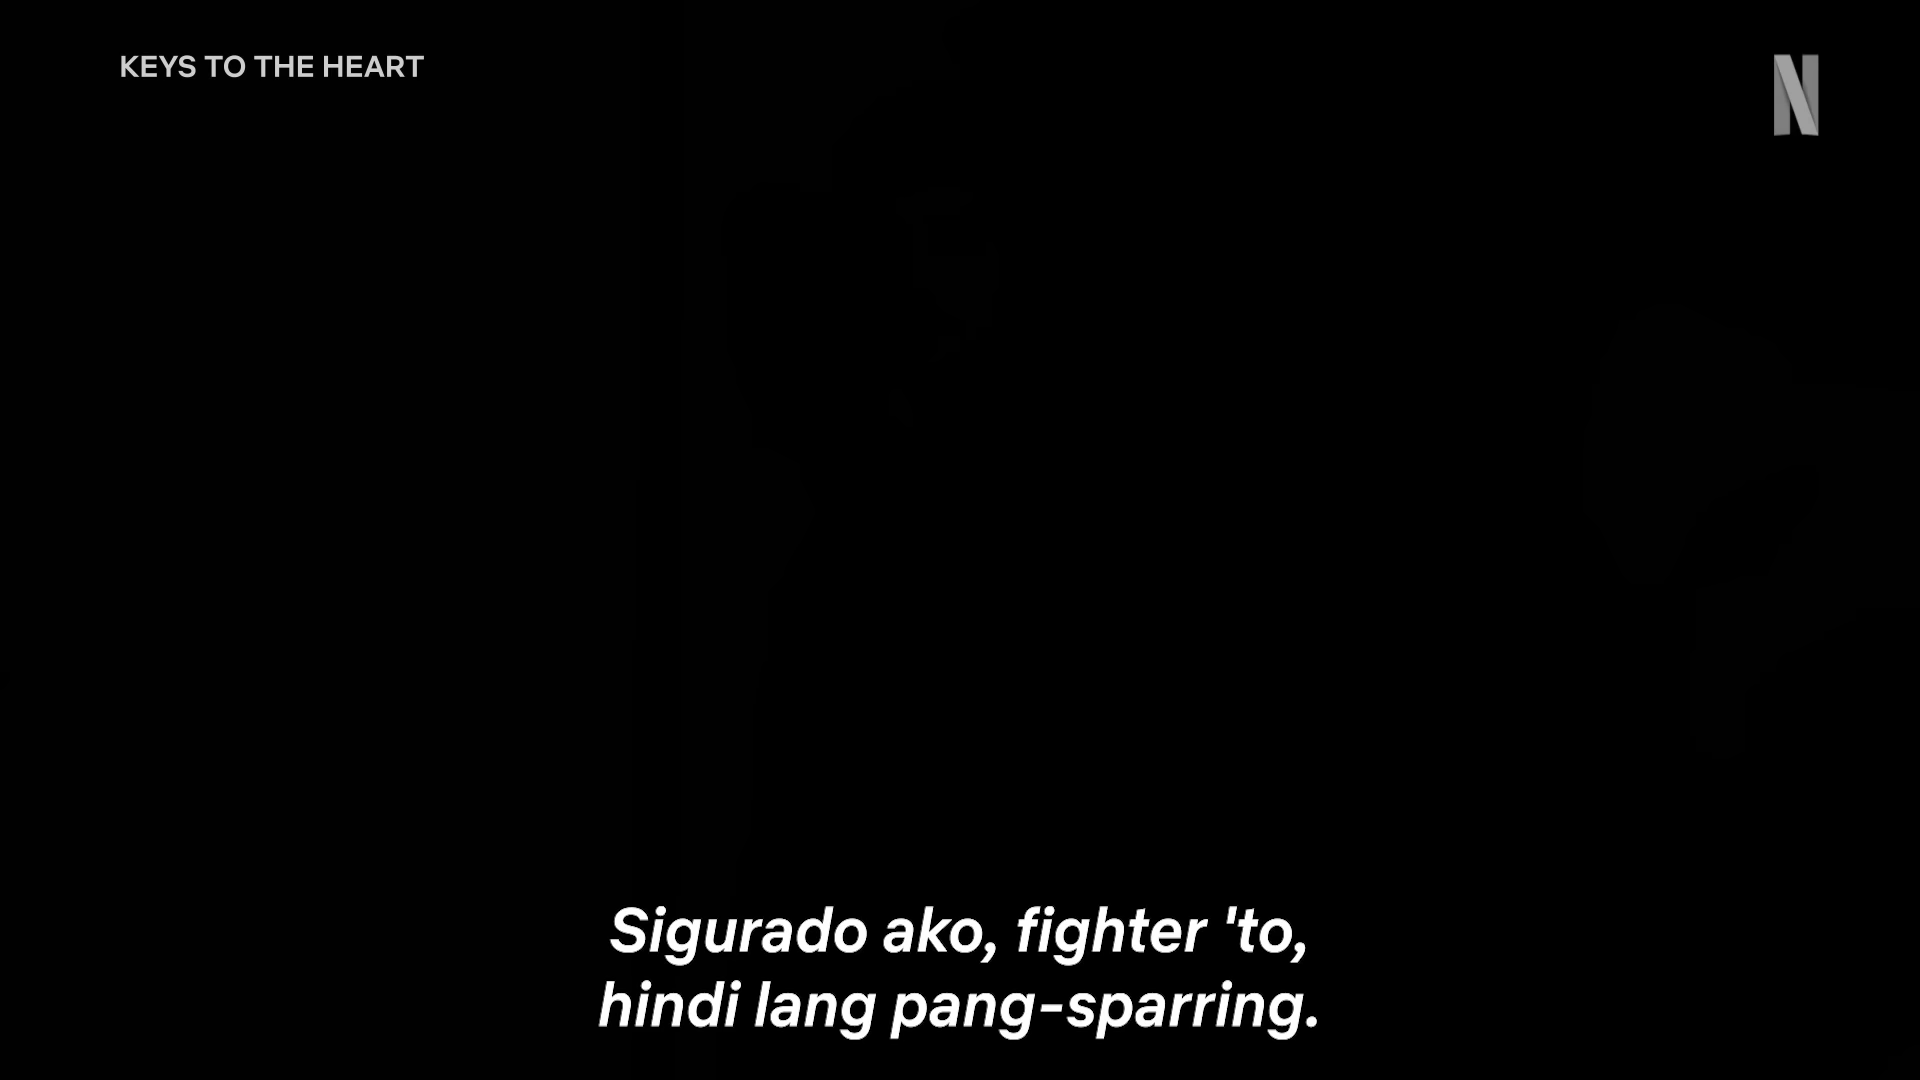 KEYS TO THE HEART
N
Sigurado ako, fighter 'to,
hindi lang pang-sparring.